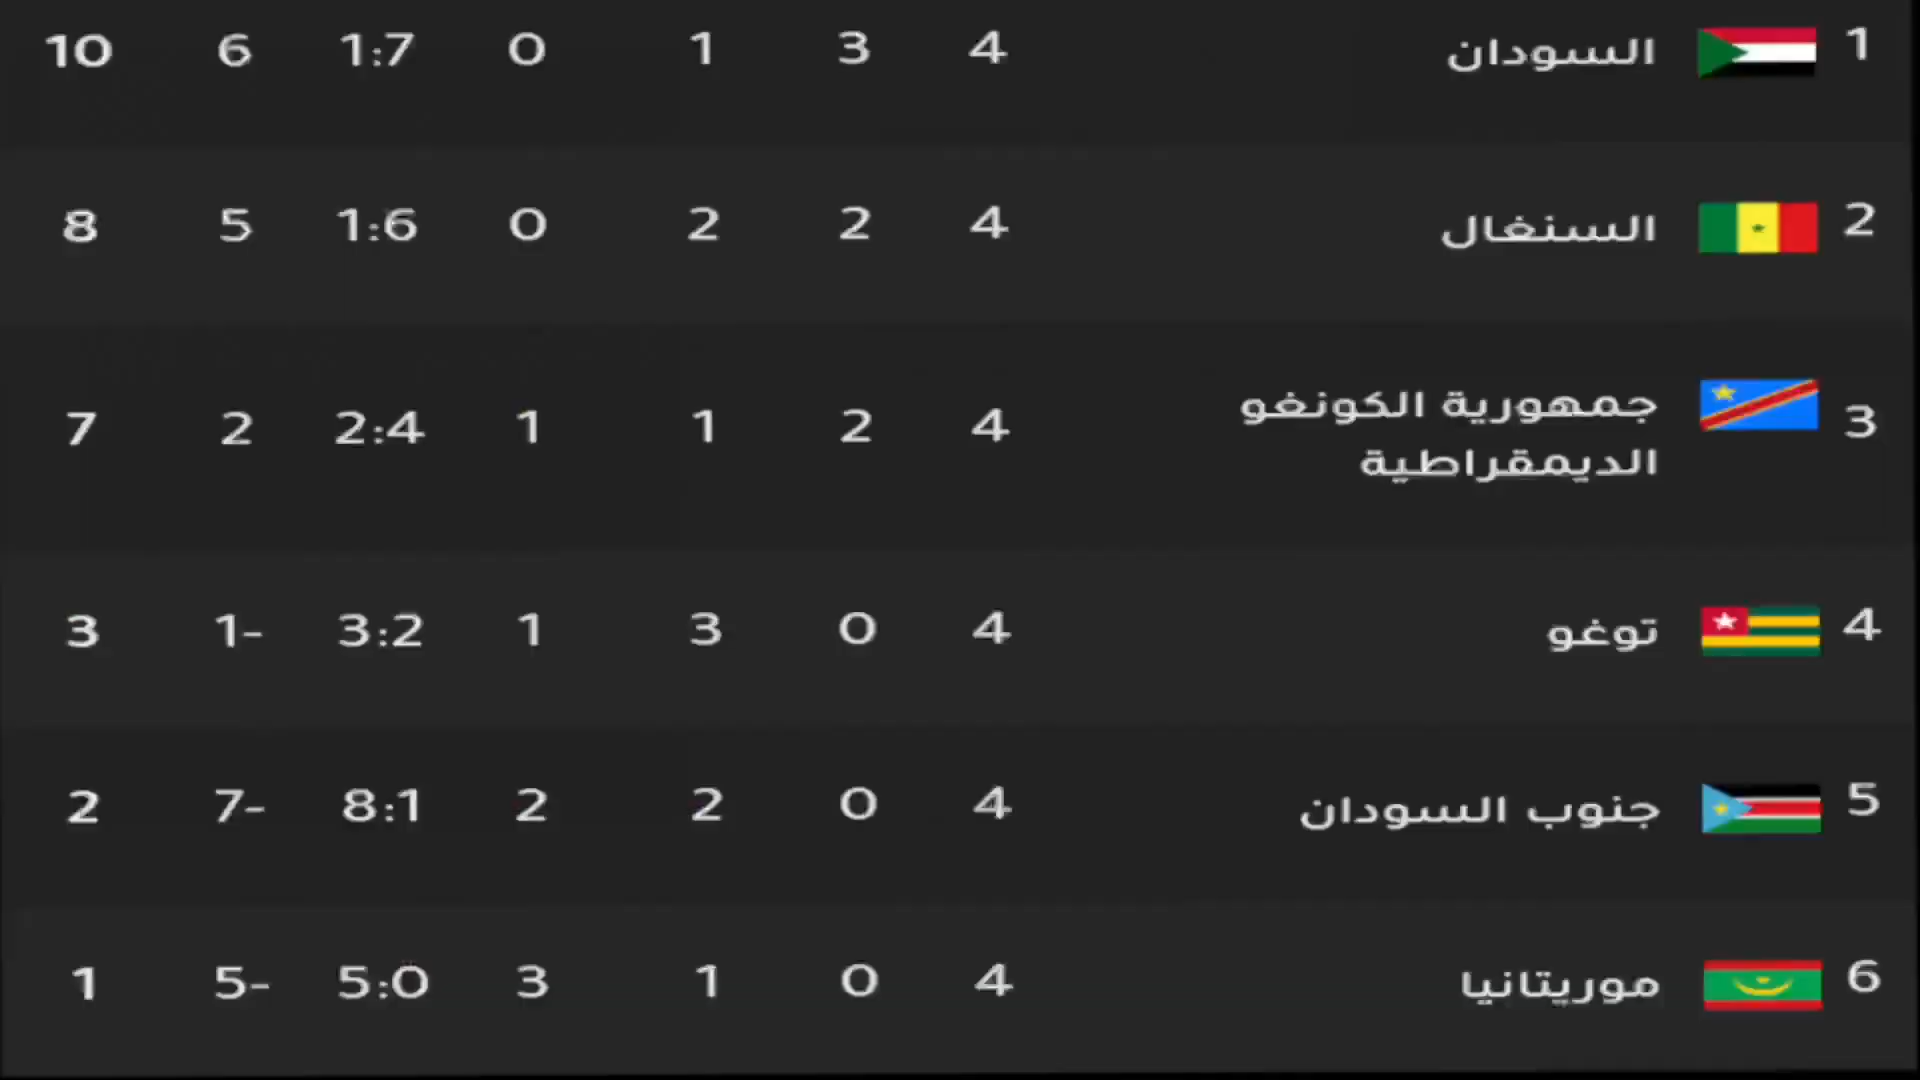 1 السودان 4 3 1 0 1:7 6 10
2 السنغال 4 2 2 0 1:6 5 8
3 جمهورية الكونغو الديمقراطية 4 2 1 1 2:4 2 7
4 توغو 4 0 3 1 3:2 1- 3
5 جنوب السودان 4 0 2 2 8:1 7- 2
6 موريتانيا 4 0 1 3 5:0 5- 1